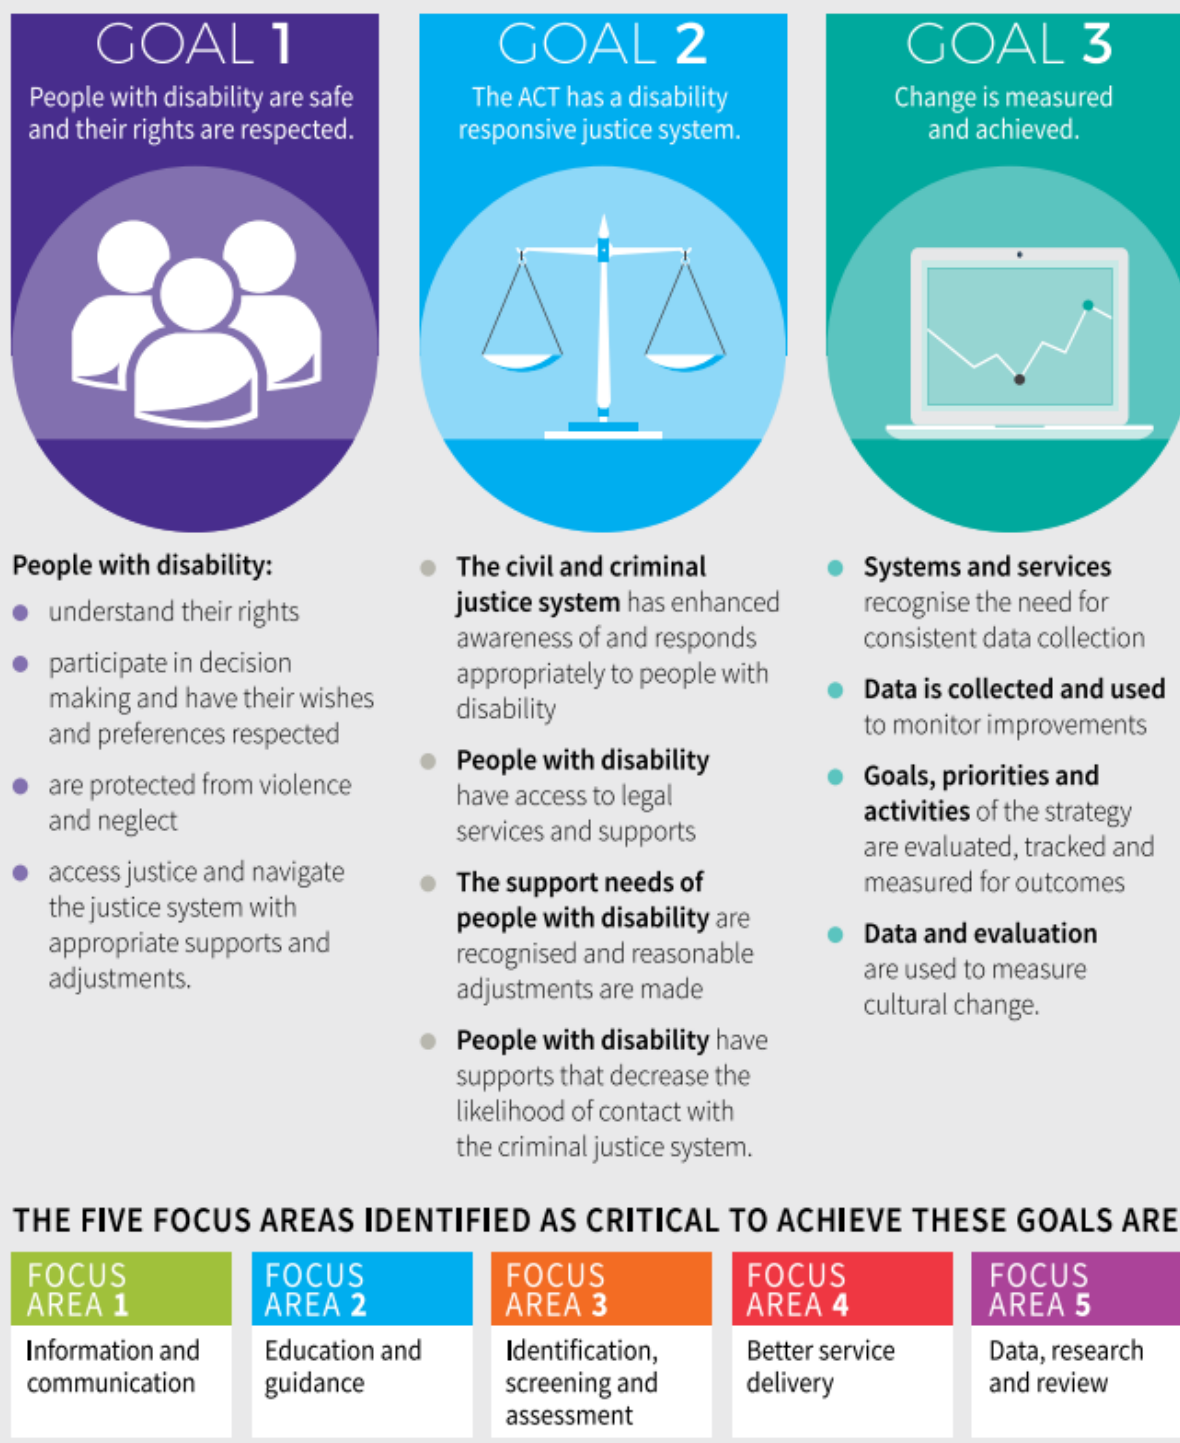 GOAL 1
People with disability are safe
and their rights are respected.
GOAL 2
The ACT has a disability
responsive justice system.
GOAL 3
Change is measured
and achieved.
People with disability:
understand their rights
participate in decision
making and have their wishes
and preferences respected
are protected from violence
and neglect
access justice and navigate
the justice system with
appropriate supports and
adjustments.
The civil and criminal
justice system has enhanced
awareness of and responds
appropriately to people with
disability
People with disability
have access to legal
services and supports
The support needs of
people with disability are
recognised and reasonable
adjustments are made
People with disability have
supports that decrease the
likelihood of contact with
the criminal justice system.
Systems and services
recognise the need for
consistent data collection
Data is collected and used
to monitor improvements
Goals, priorities and
activities of the strategy
are evaluated, tracked and
measured for outcomes
Data and evaluation
are used to measure
cultural change.
THE FIVE FOCUS AREAS IDENTIFIED AS CRITICAL TO ACHIEVE THESE GOALS ARE
FOCUS
AREA 1
Information and
communication
FOCUS
AREA 2
Education and
guidance
FOCUS
AREA 3
Identification,
screening and
assessment
FOCUS
AREA 4
Better service
delivery
FOCUS
AREA 5
Data, research
and review